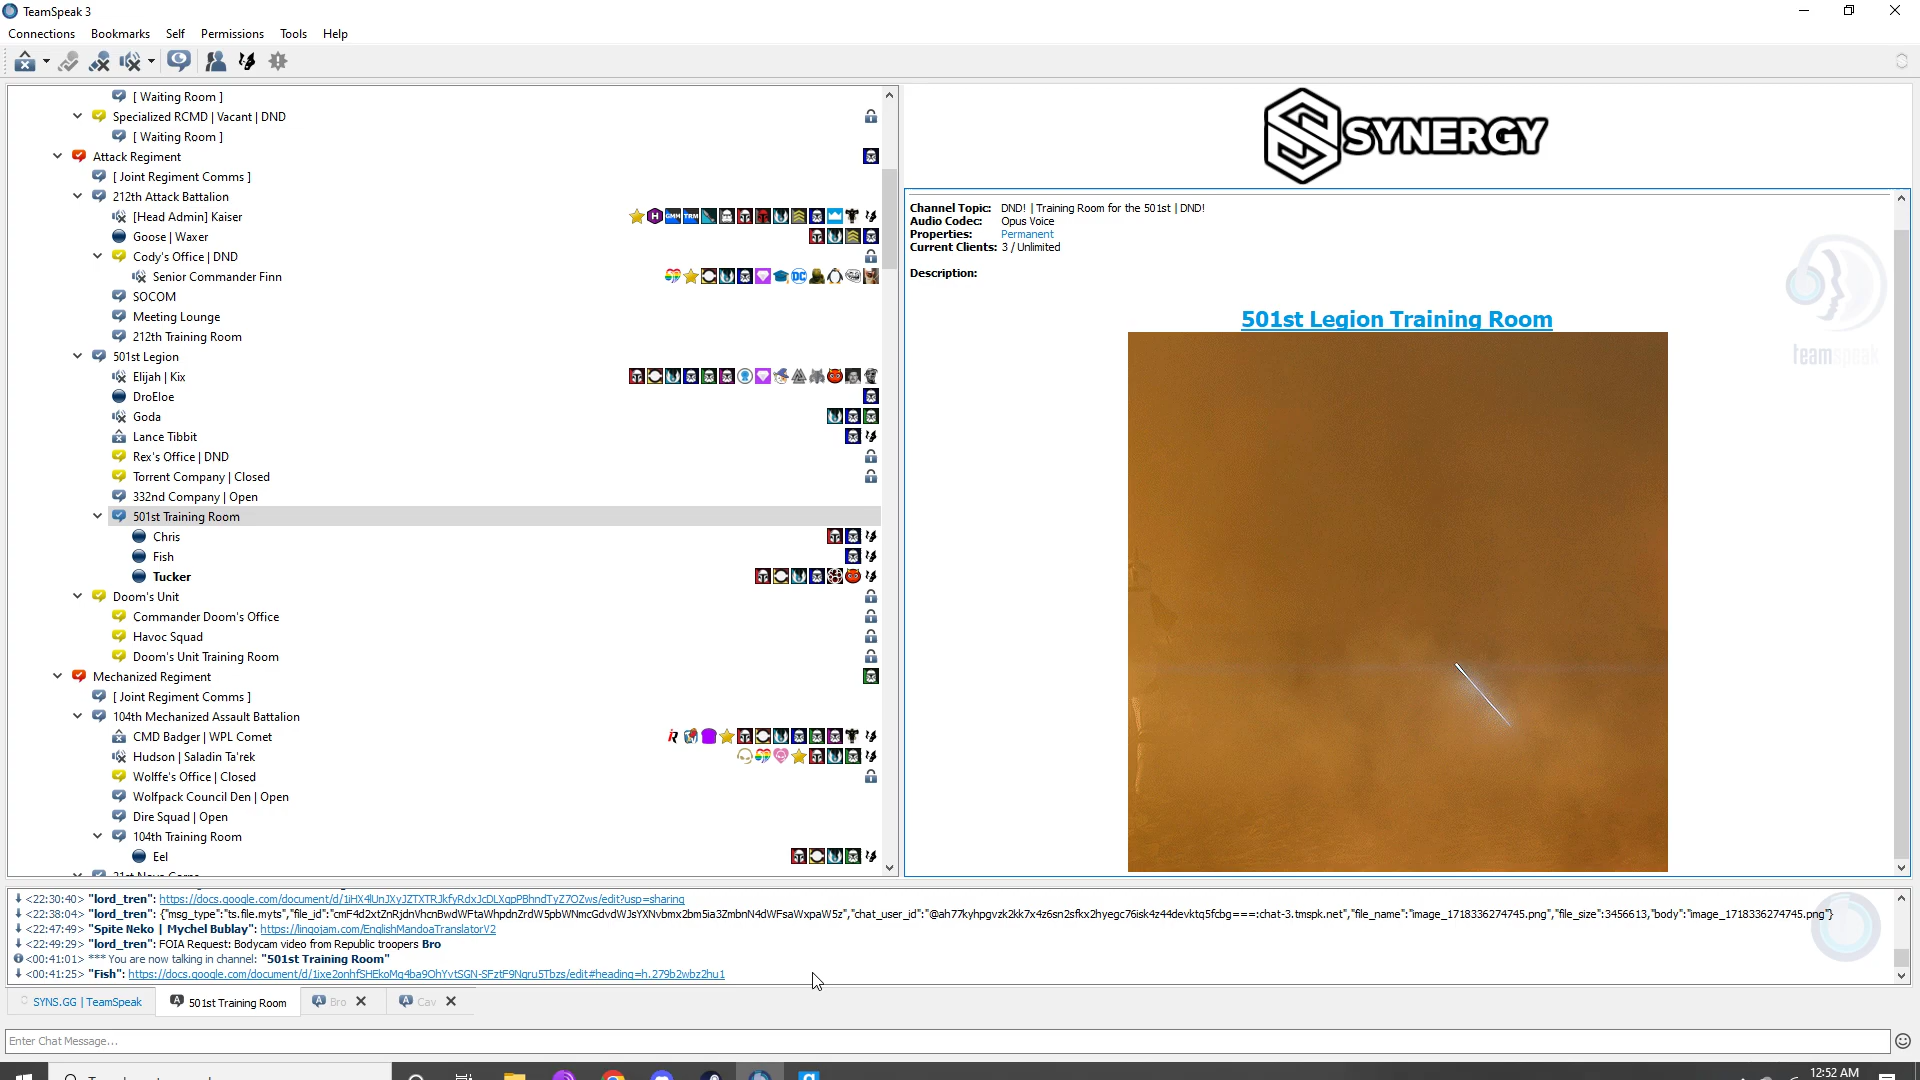 TeamSpeak 3
Connections Bookmarks Self Permissions Tools Help
[ Waiting Room ]
Specialized RCMD | Vacant | DND
[ Waiting Room ]
Attack Regiment
[ Joint Regiment Comms ]
212th Attack Battalion
[Head Admin] Kaiser
Goose | Waxer
Cody's Office | DND
Senior Commander Finn
SOCOM
Meeting Lounge
212th Training Room
501st Legion
Elijah | Kix
DroEloe
Goda
Lance Tibbit
Rex's Office | DND
Torrent Company | Closed
332nd Company | Open
501st Training Room
Chris
Fish
Tucker
Doom's Unit
Commander Doom's Office
Havoc Squad
Doom's Unit Training Room
Mechanized Regiment
[ Joint Regiment Comms ]
104th Mechanized Assault Battalion
CMD Badger | WPL Comet
Hudson | Saladin Ta'rek
Wolffe's Office | Closed
Wolfpack Council Den | Open
Dire Squad | Open
104th Training Room
Eel
SYNERGY
Channel Topic: DND! | Training Room for the 501st | DND!
Audio Codec: Opus Voice
Properties: Permanent
Current Clients: 3 / Unlimited
Description:
teamspeak
501st Legion Training Room
<22:30:40> "lord_tren":
<22:38:04> "lord_tren":
<22:47:49> "Spite Neko | Mychel Bublay": https://lingojam.com/EnglishMandoaTranslatorV2
<22:49:29> "lord_tren": FOIA Request: Bodycam video from Republic troopers Bro
<00:41:01> *** You are now talking in channel: "501st Training Room"
<00:41:25> "Fish":
SYNS.GG | TeamSpeak 501st Training Room Bro Cav
Enter Chat Message...
12:52 AM